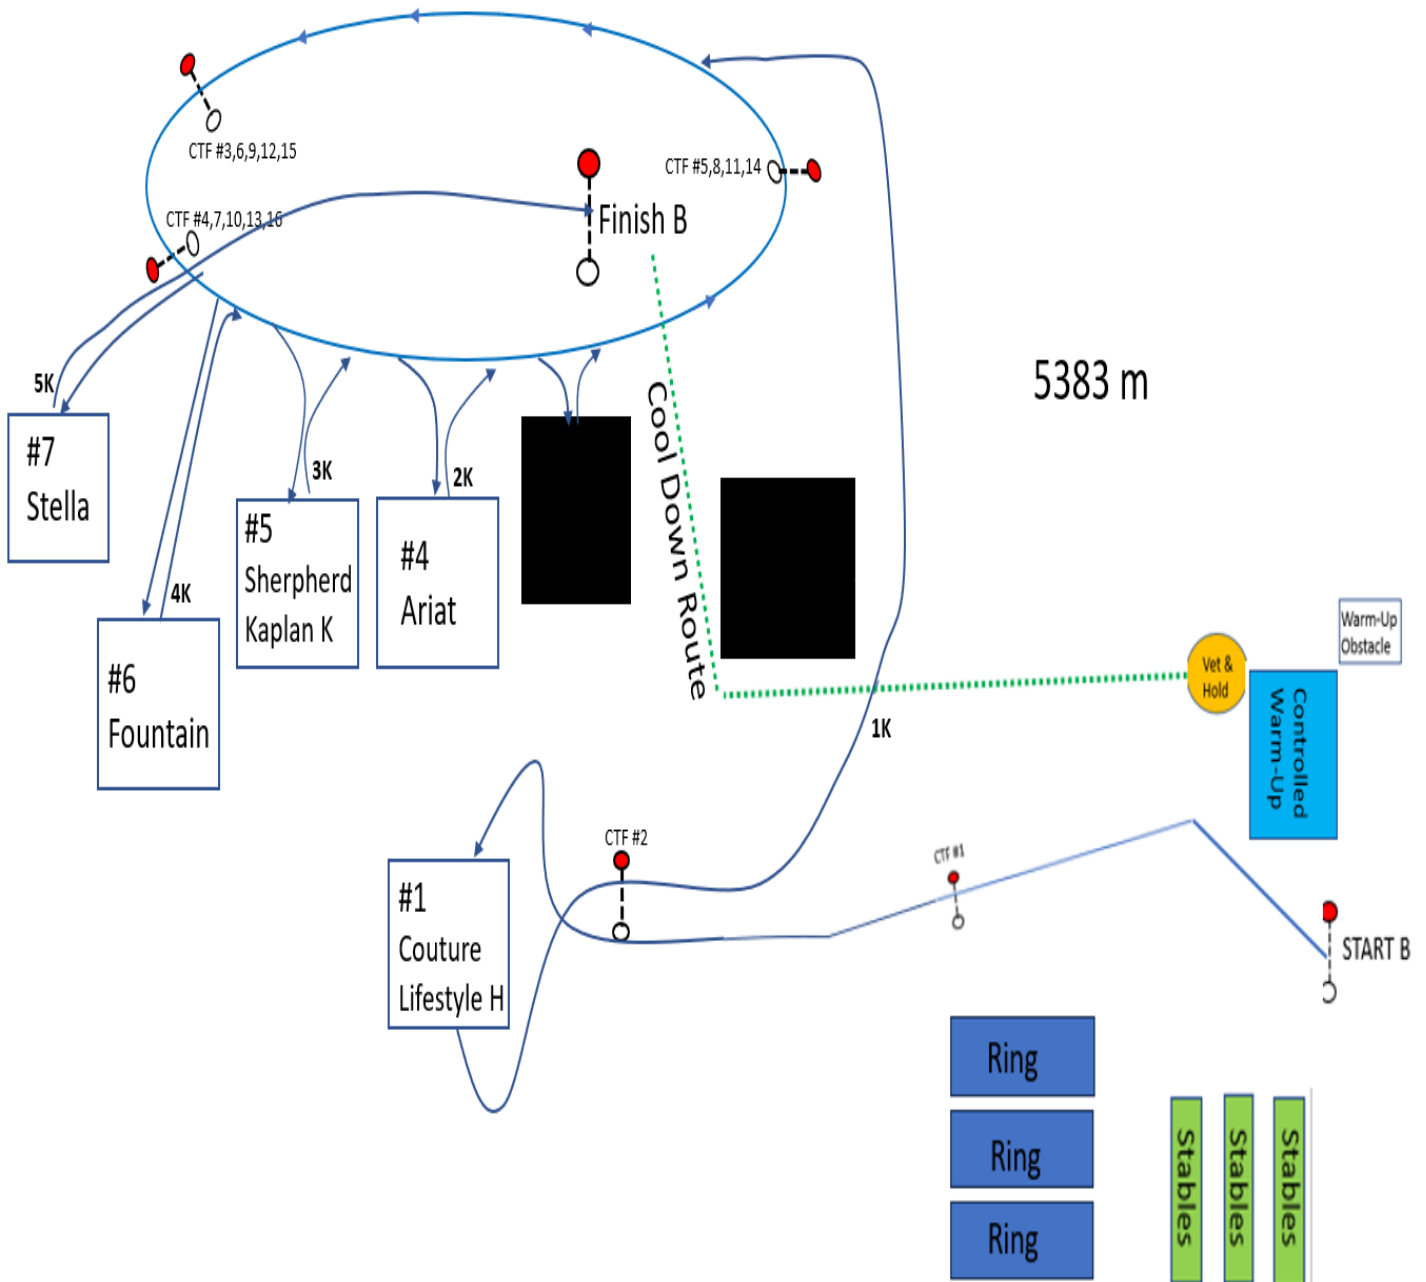 CTF #3,6,9,12,15
CTF #5,8,11,14
CTF #4,7,10,13,16
Finish B
5K
#7
Stella
4K
#6
Fountain
3K
#5
Sherpherd
Kaplan K
2K
#4
Ariat
Cool Down Route
5383 m
Warm-Up
Obstacle
Vet &
Hold
Controlled
Warm-Up
1K
CTF #2
CTF #1
#1
Couture
Lifestyle H
START B
Ring
Ring
Ring
Stables
Stables
Stables